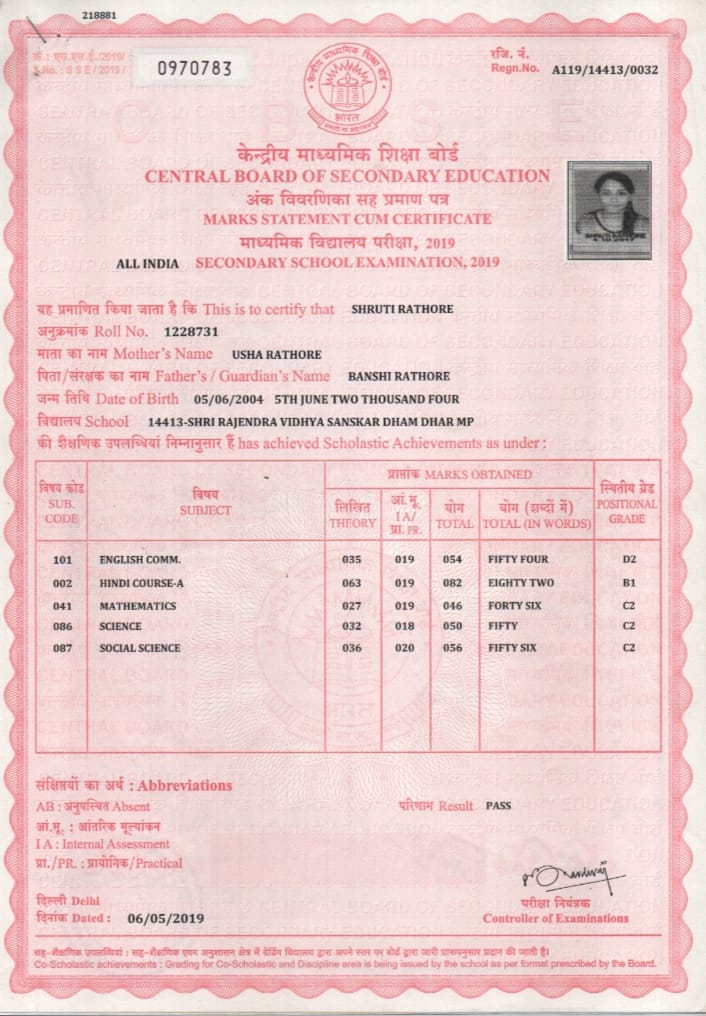 218881
क्र. : एस.एस.ई./2019/
S.No. : S S E / 2019 /
0970783
रजि. नं.
Regn.No. A119/14413/0032
केन्द्रीय माध्यमिक शिक्षा बोर्ड
भारत
केन्द्रीय माध्यमिक शिक्षा बोर्ड
CENTRAL BOARD OF SECONDARY EDUCATION
अंक विवरणिका सह प्रमाण पत्र
MARKS STATEMENT CUM CERTIFICATE
माध्यमिक विद्यालय परीक्षा, 2019
ALL INDIA SECONDARY SCHOOL EXAMINATION, 2019
यह प्रमाणित किया जाता है कि This is to certify that SHRUTI RATHORE
अनुक्रमांक Roll No. 1228731
माता का नाम Mother's Name USHA RATHORE
पिता/संरक्षक का नाम Father's / Guardian's Name BANSHI RATHORE
जन्म तिथि Date of Birth 05/06/2004 5TH JUNE TWO THOUSAND FOUR
विद्यालय School 14413-SHRI RAJENDRA VIDHYA SANSKAR DHAM DHAR MP
की शैक्षणिक उपलब्धियां निम्नानुसार हैं has achieved Scholastic Achievements as under :
प्राप्तांक MARKS OBTAINED
विषय कोड SUB. CODE
विषय SUBJECT
लिखित THEORY
आं.मू. I A/ प्रा. PR.
योग TOTAL
योग (शब्दों में) TOTAL (IN WORDS)
स्थितीय ग्रेड POSITIONAL GRADE
101 ENGLISH COMM. 035 019 054 FIFTY FOUR D2
002 HINDI COURSE-A 063 019 082 EIGHTY TWO B1
041 MATHEMATICS 027 019 046 FORTY SIX C2
086 SCIENCE 032 018 050 FIFTY C2
087 SOCIAL SCIENCE 036 020 056 FIFTY SIX C2
संक्षिप्तियों का अर्थ : Abbreviations
AB : अनुपस्थित Absent
परिणाम Result PASS
आं.मू. : आंतरिक मूल्यांकन
I A : Internal Assessment
प्रा./PR. : प्रायोगिक/Practical
दिल्ली Delhi
दिनांक Dated : 06/05/2019
परीक्षा नियंत्रक
Controller of Examinations
सह-शैक्षणिक उपलब्धियां : सह-शैक्षणिक एवम अनुशासन क्षेत्र में ग्रेडिंग विद्यालय द्वारा अपने स्तर पर बोर्ड द्वारा जारी प्रारूपनुसार प्रदान की जाती है।
Co-Scholastic achievements : Grading for Co-Scholastic and Discipline area is being issued by the school as per format prescribed by the Board.